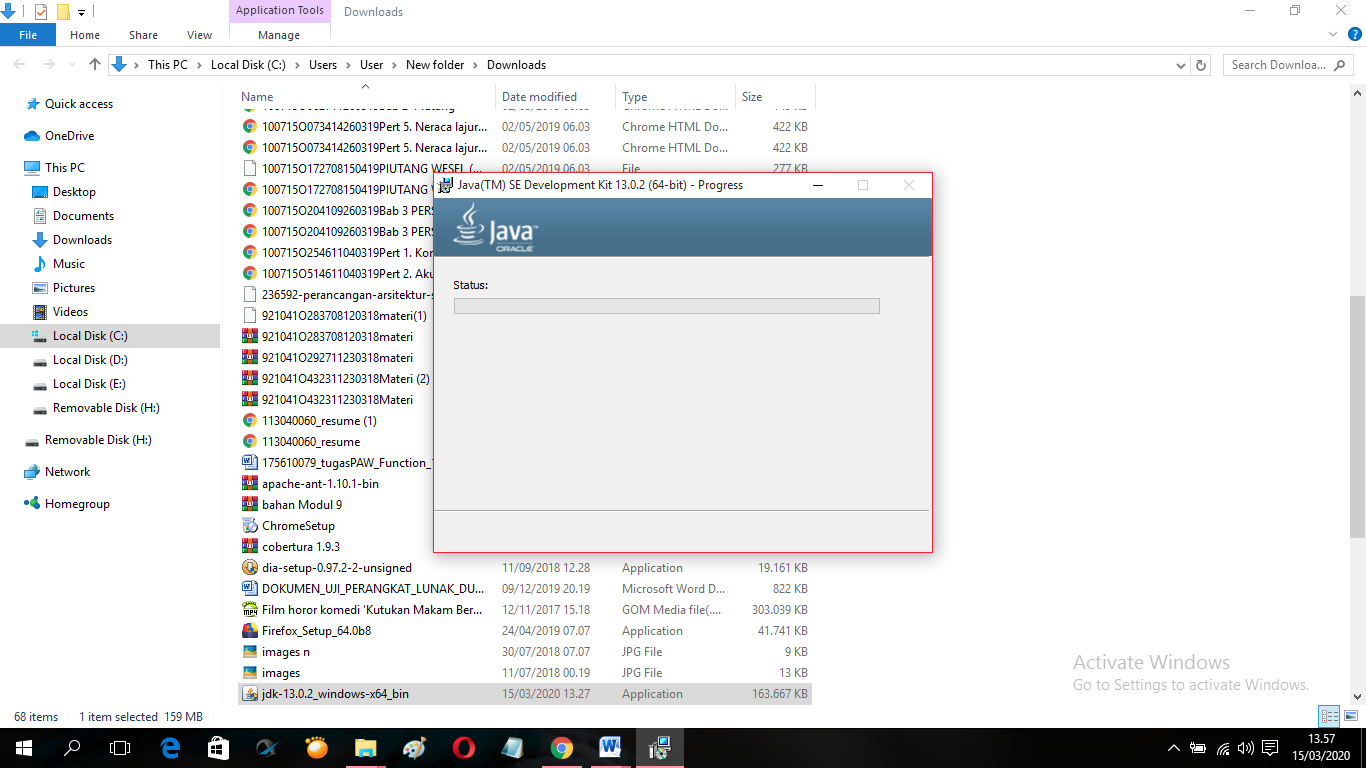 Application Tools
Downloads
File
Home
Share
View
Manage
This PC
Local Disk (C:)
Users
User
New folder
Downloads
Search Downloa...
Quick access
OneDrive
This PC
Desktop
Documents
Downloads
Music
Pictures
Videos
Local Disk (C:)
Local Disk (D:)
Local Disk (E:)
Removable Disk (H:)
Removable Disk (H:)
Network
Homegroup
Name Date modified Type Size
100715O073414260319Pert 5. Neraca lajur... 02/05/2019 06.03 Chrome HTML Do... 422 KB
100715O073414260319Pert 5. Neraca lajur... 02/05/2019 06.03 Chrome HTML Do... 422 KB
100715O172708150419PIUTANG WESEL (... 02/05/2019 06.03 File 277 KB
100715O172708150419PIUTANG
100715O204109260319Bab 3 PER
100715O204109260319Bab 3 PER
100715O254611040319Pert 1. Kor
100715O514611040319Pert 2. Aku
236592-perancangan-arsitektur-s
921041O283708120318materi(1)
921041O283708120318materi
921041O292711230318materi
921041O432311230318Materi (2)
921041O432311230318Materi
113040060_resume (1)
113040060_resume
175610079_tugasPAW_Function_
apache-ant-1.10.1-bin
bahan Modul 9
ChromeSetup
cobertura 1.9.3
dia-setup-0.97.2-2-unsigned 11/09/2018 12.28 Application 19.161 KB
DOKUMEN_UJI_PERANGKAT_LUNAK_DU... 09/12/2019 20.19 Microsoft Word D... 822 KB
Film horor komedi 'Kutukan Makam Ber... 12/11/2017 15.18 GOM Media file(.... 303.039 KB
Firefox_Setup_64.0b8 24/04/2019 07.07 Application 41.741 KB
images n 30/07/2018 07.07 JPG File 9 KB
images 11/07/2018 00.19 JPG File 13 KB
jdk-13.0.2_windows-x64_bin 15/03/2020 13.27 Application 163.667 KB
Java(TM) SE Development Kit 13.0.2 (64-bit) - Progress
Java™
ORACLE
Status:
Activate Windows
Go to Settings to activate Windows.
68 items 1 item selected 159 MB
13.57
15/03/2020